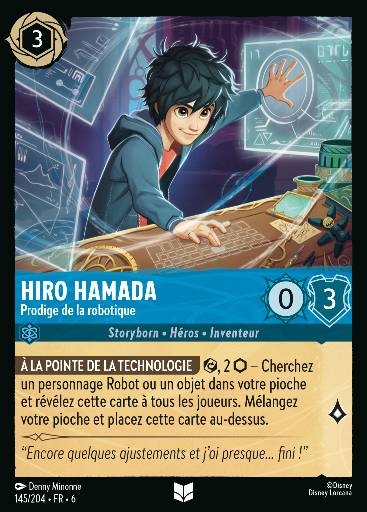 3
HIRO HAMADA
Prodige de la robotique
0
3
Storyborn • Héros • Inventeur
À LA POINTE DE LA TECHNOLOGIE , 2 – Cherchez
un personnage Robot ou un objet dans votre pioche
et révélez cette carte à tous les joueurs. Mélangez
votre pioche et placez cette carte au-dessus.
“Encore quelques ajustements et j’ai presque... fini !”
Denny Minonne
145/204 • FR • 6
©Disney
Disney Lorcana